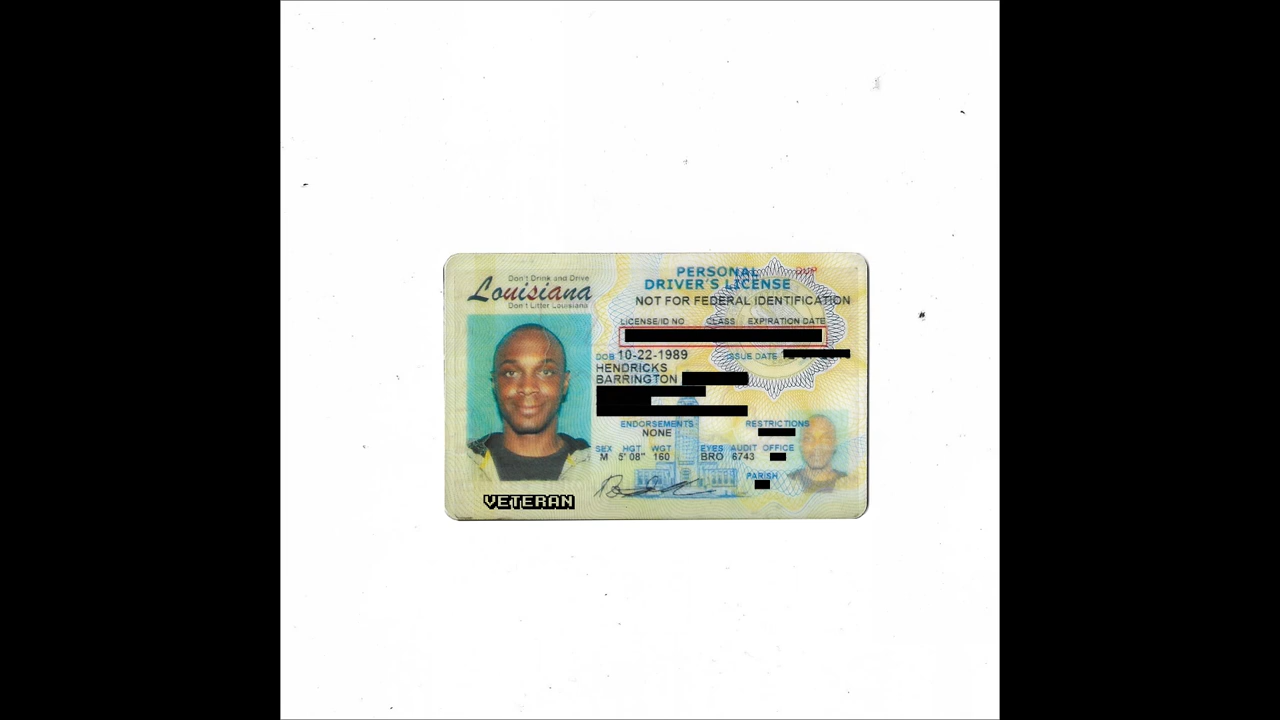 Don't Drink and Drive
Louisiana
Don't Litter Louisiana
PERSONAL
DRIVER'S LICENSE
NOT FOR FEDERAL IDENTIFICATION
LICENSE/ID NO CLASS EXPIRATION DATE
DOB 10-22-1989 ISSUE DATE
HENDRICKS
BARRINGTON
ENDORSEMENTS RESTRICTIONS
NONE
SEX HGT WGT EYES AUDIT OFFICE
M 5'08" 160 BRO 6743
PARISH
VETERAN